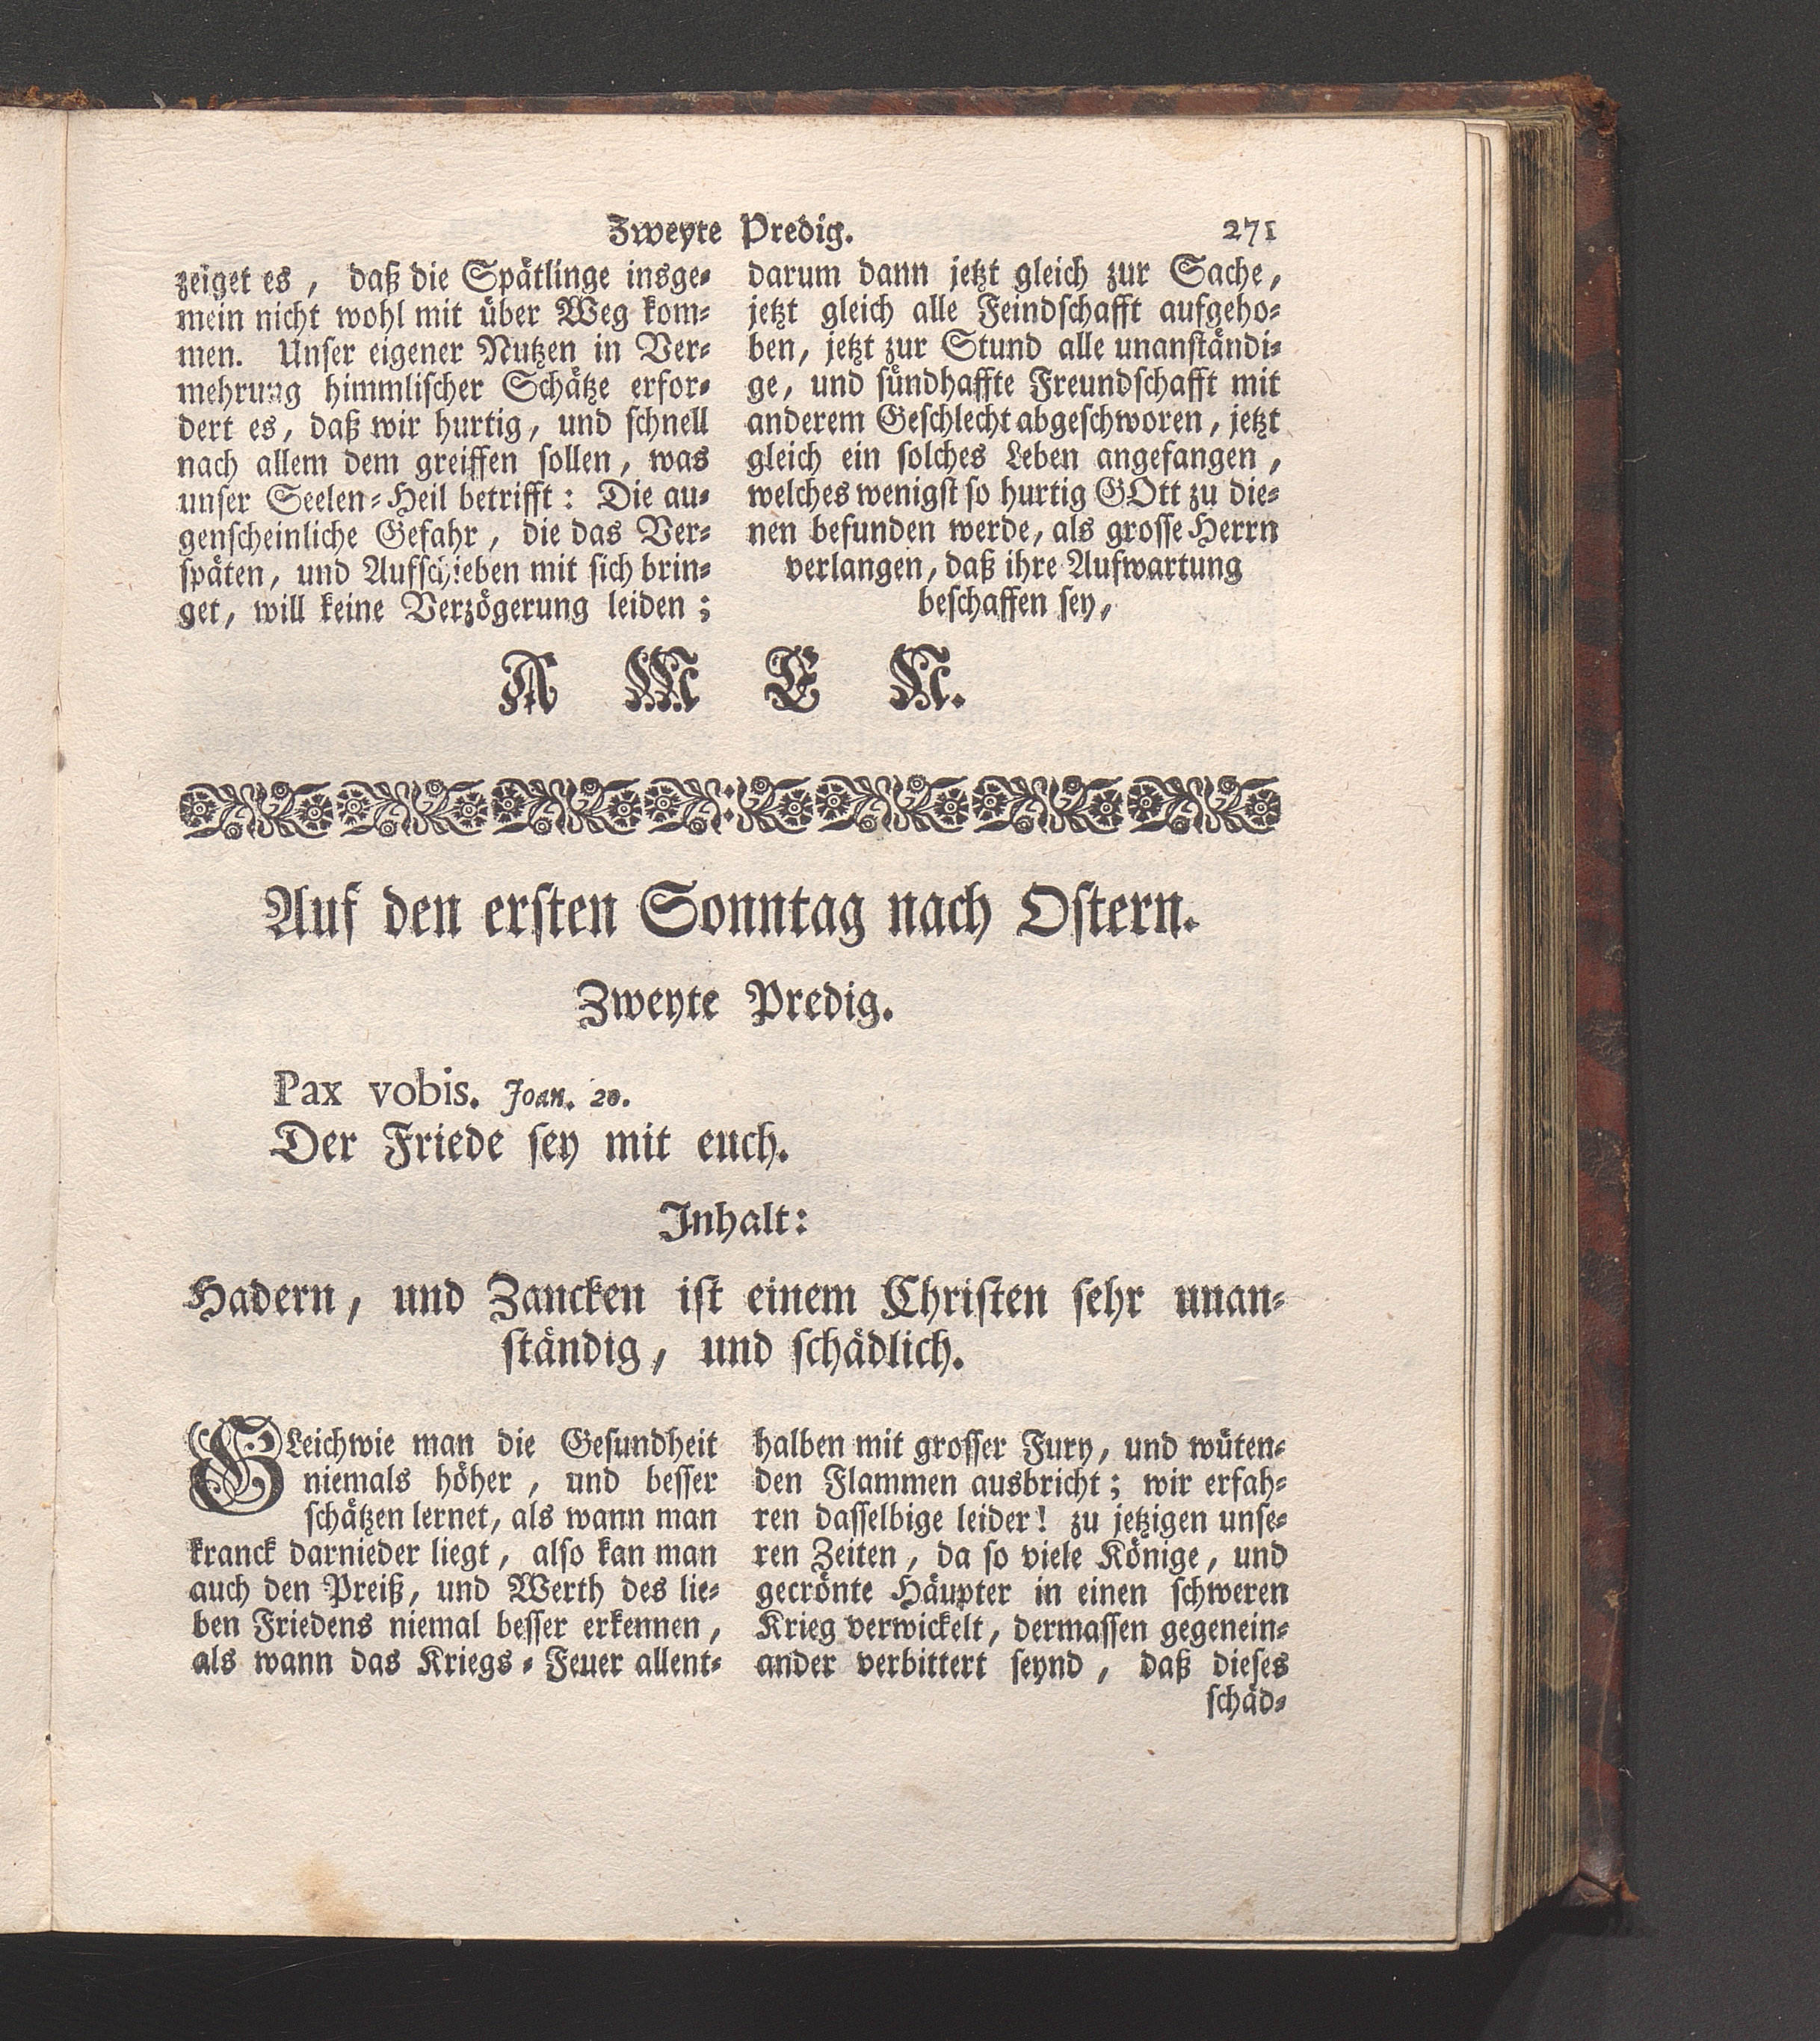 Zweyte Predig. 271
zeiget es, daß die Spätlinge insge-
mein nicht wohl mit über Weg kom-
men. Unser eigener Nutzen in Ver-
mehrung himmlischer Schätze erfor-
dert es, daß wir hurtig, und schnell
nach allem dem greiffen sollen, was
unser Seelen-Heil betrifft: Die au-
genscheinliche Gefahr, die das Ver-
späten, und Aufschieben mit sich brin-
get, will keine Verzögerung leiden;
darum dann jetzt gleich zur Sache,
jetzt gleich alle Feindschafft aufgeho-
ben, jetzt zur Stund alle unanständi-
ge, und sündhaffte Freundschafft mit
anderem Geschlecht abgeschworen, jetzt
gleich ein solches Leben angefangen,
welches wenigst so hurtig GOtt zu die-
nen befunden werde, als grosse Herrn
verlangen, daß ihre Aufwartung
beschaffen sey,
A M E N.
Auf den ersten Sonntag nach Ostern.
Zweyte Predig.
Pax vobis. Joan. 20.
Der Friede sey mit euch.
Inhalt:
Hadern, und Zancken ist einem Christen sehr unan-
ständig, und schädlich.
GLeichwie man die Gesundheit
niemals höher, und besser
schätzen lernet, als wann man
kranck darnieder liegt, also kan man
auch den Preiß, und Werth des lie-
ben Friedens niemal besser erkennen,
als wann das Kriegs-Feuer allent-
halben mit grosser Fury, und wüten-
den Flammen ausbricht; wir erfah-
ren dasselbige leider! zu jetzigen unse-
ren Zeiten, da so viele Könige, und
gecrönte Häupter in einen schweren
Krieg verwickelt, dermassen gegenein-
ander verbittert seynd, daß dieses
schäd-